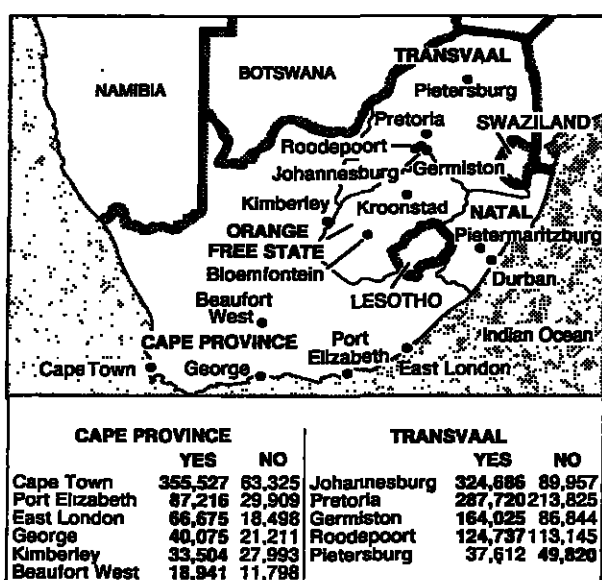 TRANSVAAL
NAMIBIA
BOTSWANA
Pietersburg
Pretoria
SWAZILAND
Roodepoort
Johannesburg
Germiston
Kimberley
Kroonstad
NATAL
ORANGE
FREE STATE
Pietermaritzburg
Bloemfontein
Durban
LESOTHO
Beaufort
West
Indian Ocean
CAPE PROVINCE
Port
Elizabeth
Cape Town
George
East London
CAPE PROVINCE
YES NO
Cape Town 355,527 63,325
Port Elizabeth 87,216 29,909
East London 66,675 18,498
George 40,075 21,211
Kimberley 33,504 27,993
Beaufort West 18,941 11,798
TRANSVAAL
YES NO
Johannesburg 324,686 89,957
Pretoria 287,720 213,825
Germiston 164,025 86,844
Roodepoort 124,737 113,145
Pietersburg 37,612 49,820